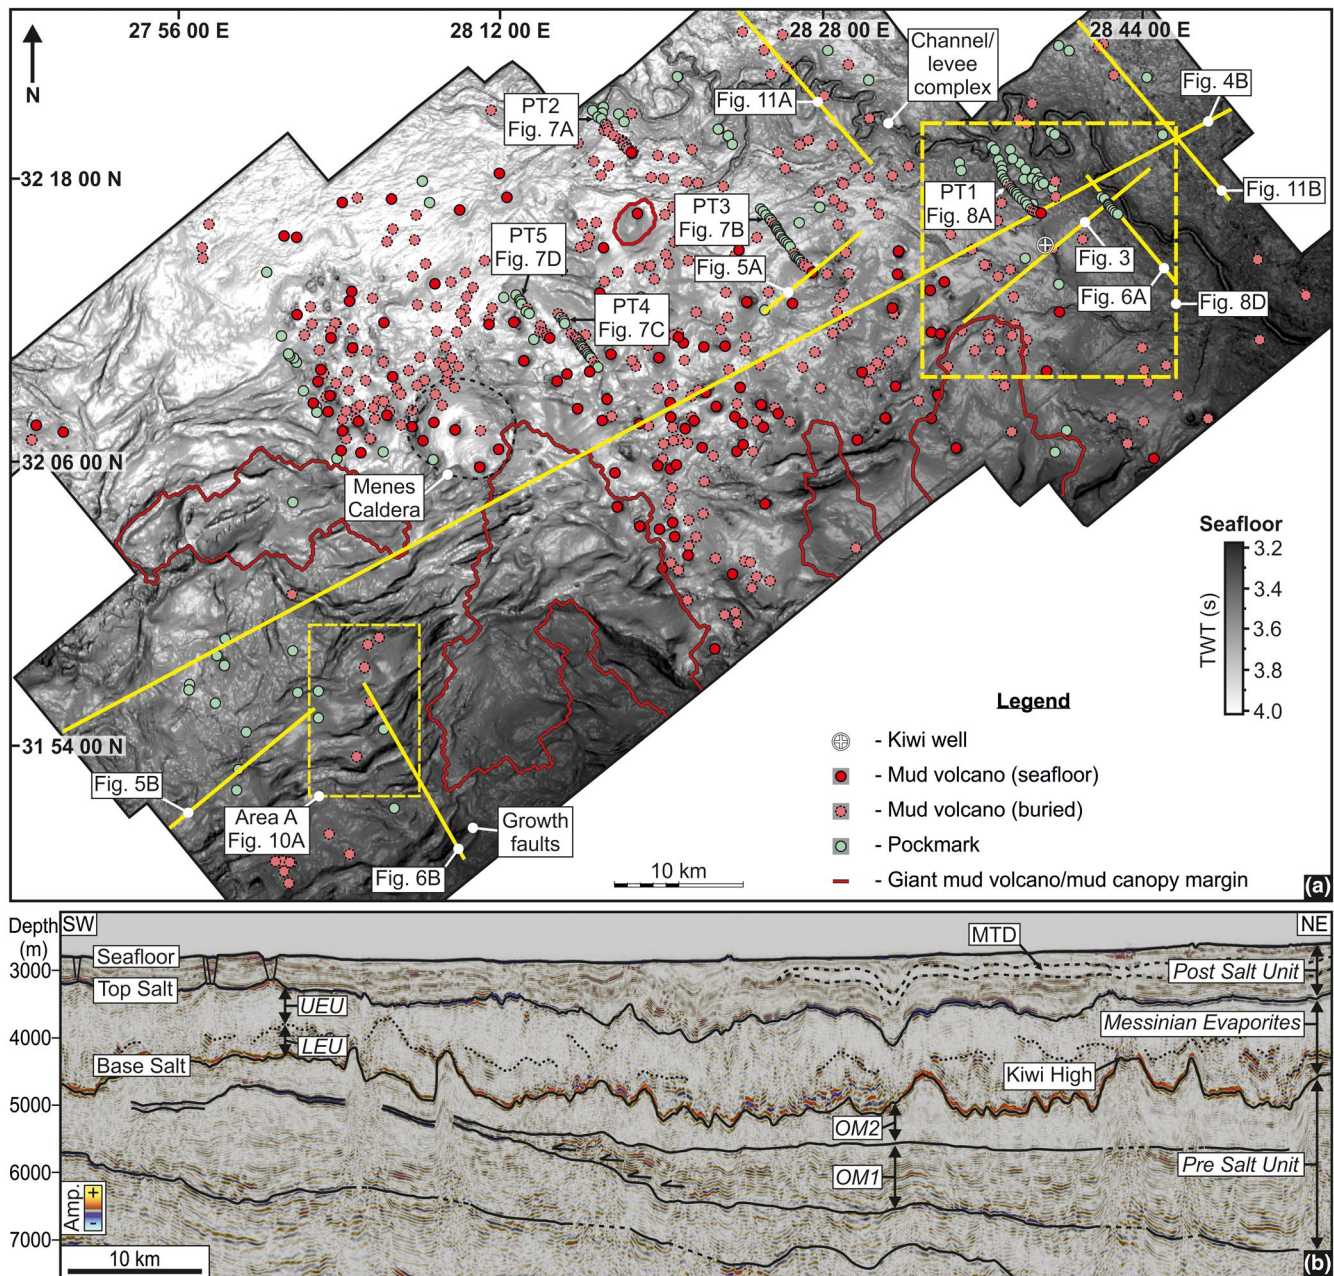 27 56 00 E
28 12 00 E
28 28 00 E
28 44 00 E
N
Channel/
levee
complex
Fig. 4B
PT2
Fig. 7A
Fig. 11A
32 18 00 N
PT1
Fig. 8A
Fig. 11B
PT3
Fig. 7B
PT5
Fig. 7D
Fig. 5A
Fig. 3
Fig. 6A
Fig. 8D
PT4
Fig. 7C
32 06 00 N
Menes
Caldera
Seafloor
3.2
3.4
3.6
3.8
4.0
TWT (s)
31 54 00 N
Fig. 5B
Area A
Fig. 10A
Growth
faults
Fig. 6B
10 km
Legend
- Kiwi well
- Mud volcano (seafloor)
- Mud volcano (buried)
- Pockmark
- Giant mud volcano/mud canopy margin
(a)
Depth
(m)
SW
NE
MTD
Seafloor
Post Salt Unit
3000
Top Salt
UEU
Messinian Evaporites
4000
LEU
Base Salt
Kiwi High
5000
OM2
Pre Salt Unit
6000
OM1
Amp.
+
-
7000
10 km
(b)